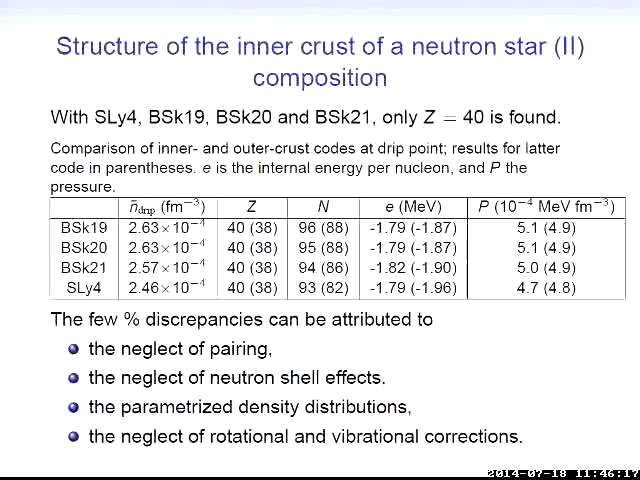 Structure of the inner crust of a neutron star (II)
composition
With SLy4, BSk19, BSk20 and BSk21, only Z = 40 is found.
Comparison of inner- and outer-crust codes at drip point; results for latter
code in parentheses. e is the internal energy per nucleon, and P the
pressure.
n̄drip (fm⁻³) Z N e (MeV) P (10⁻⁴ MeV fm⁻³)
BSk19 2.63×10⁻⁴ 40 (38) 96 (88) -1.79 (-1.87) 5.1 (4.9)
BSk20 2.63×10⁻⁴ 40 (38) 95 (88) -1.79 (-1.87) 5.1 (4.9)
BSk21 2.57×10⁻⁴ 40 (38) 94 (86) -1.82 (-1.90) 5.0 (4.9)
SLy4 2.46×10⁻⁴ 40 (38) 93 (82) -1.79 (-1.96) 4.7 (4.8)
The few % discrepancies can be attributed to
the neglect of pairing,
the neglect of neutron shell effects.
the parametrized density distributions,
the neglect of rotational and vibrational corrections.
2014-07-18 11:46:17